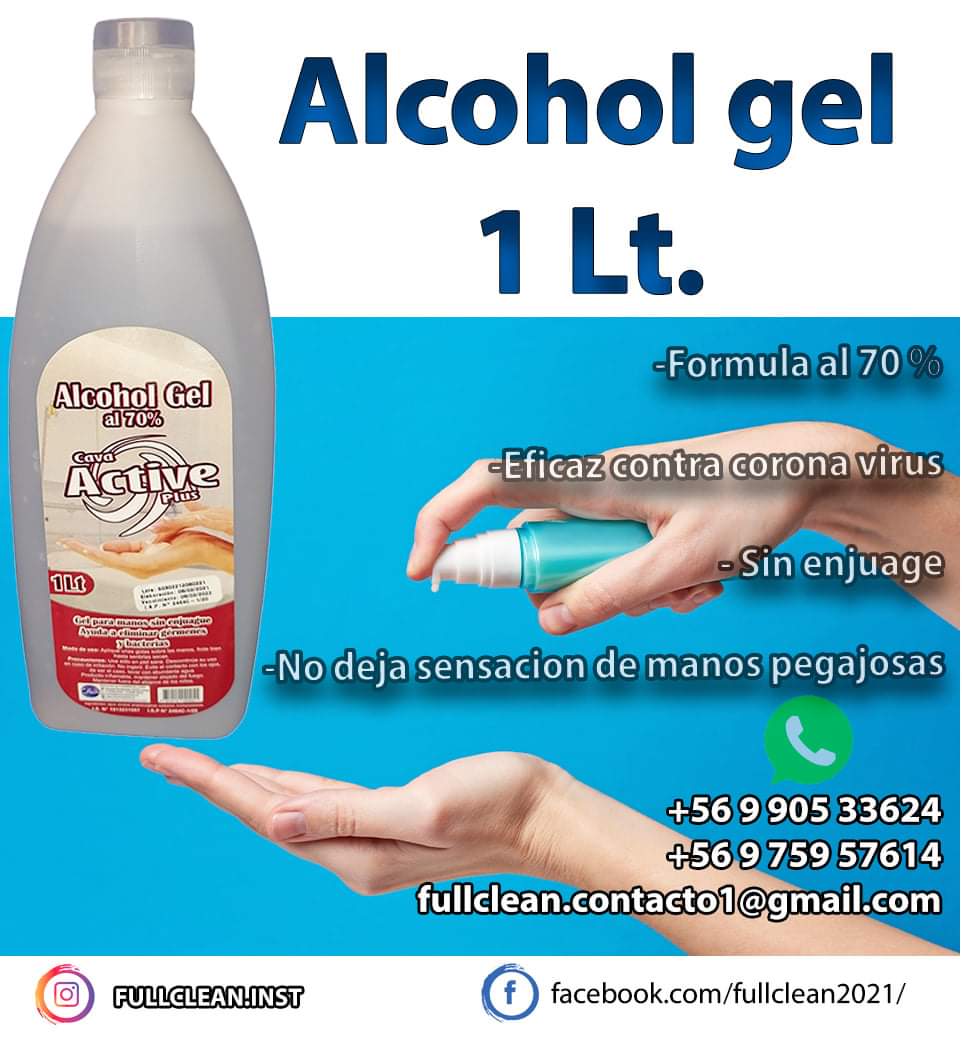 Alcohol gel
1 Lt.
-Formula al 70 %
-Eficaz contra corona virus
- Sin enjuage
-No deja sensacion de manos pegajosas
+56 9 905 33624
+56 9 759 57614
fullclean.contacto1@gmail.com
FULLCLEAN.INST
facebook.com/fullclean2021/
Alcohol Gel
al 70%
Cava
Active
Plus
1 Lt
Gel para manos sin enjuague
Ayuda a eliminar gérmenes
y bacterias